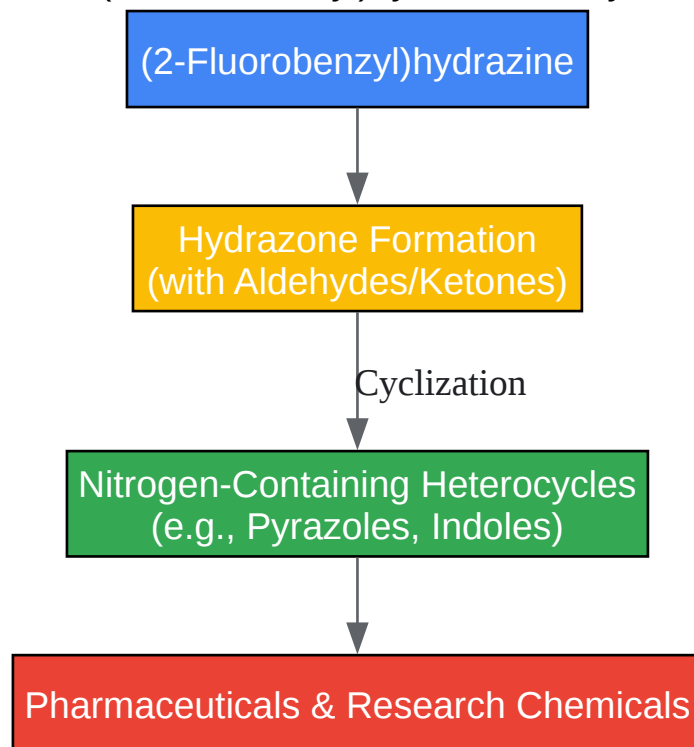 (2-Fluorobenzyl)hydrazine
Hydrazone Formation
(with Aldehydes/Ketones)
Cyclization
Nitrogen-Containing Heterocycles
(e.g., Pyrazoles, Indoles)
Pharmaceuticals & Research Chemicals